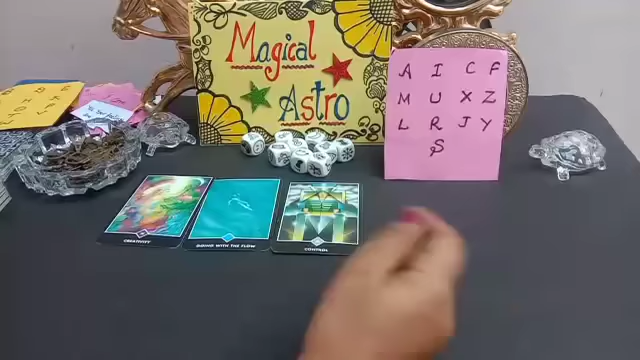 Magical
Astro
A I C F
M U X Z
L R J Y
S
CREATIVITY
GOING WITH THE FLOW
CONTROL